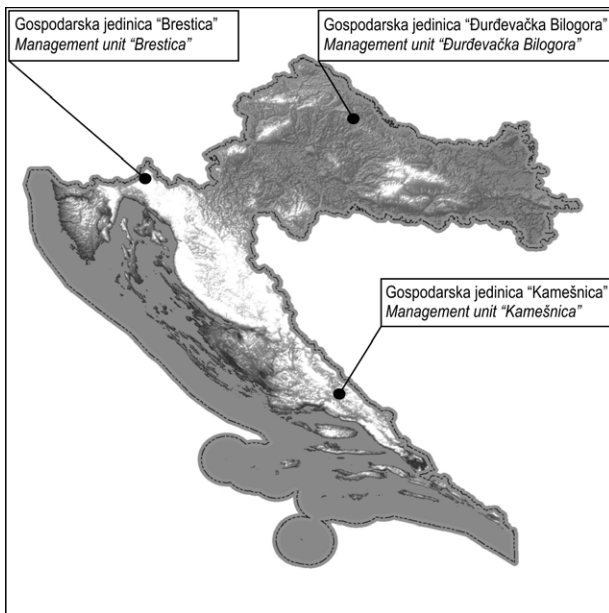 Gospodarska jedinica “Brestica”
Management unit “Brestica”
Gospodarska jedinica “Đurđevačka Bilogora”
Management unit “Đurđevačka Bilogora”
Gospodarska jedinica “Kamešnica”
Management unit “Kamešnica”